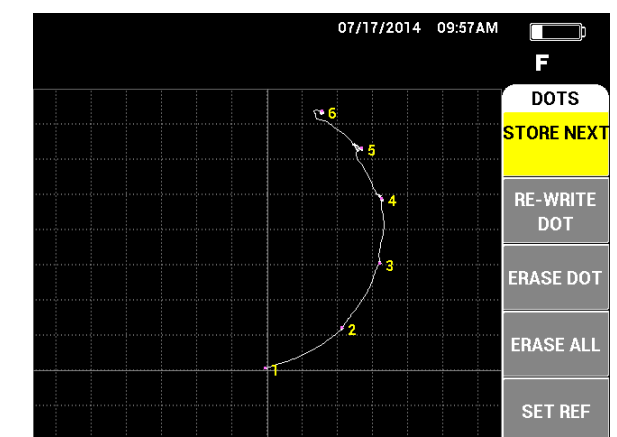 07/17/2014 09:57AM
F
DOTS
STORE NEXT
RE-WRITE
DOT
ERASE DOT
ERASE ALL
SET REF
6
5
4
3
2
1